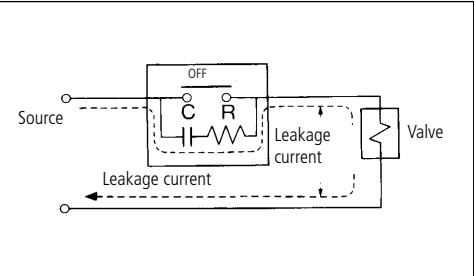 OFF
C R
Source
Leakage
current
Valve
Leakage current